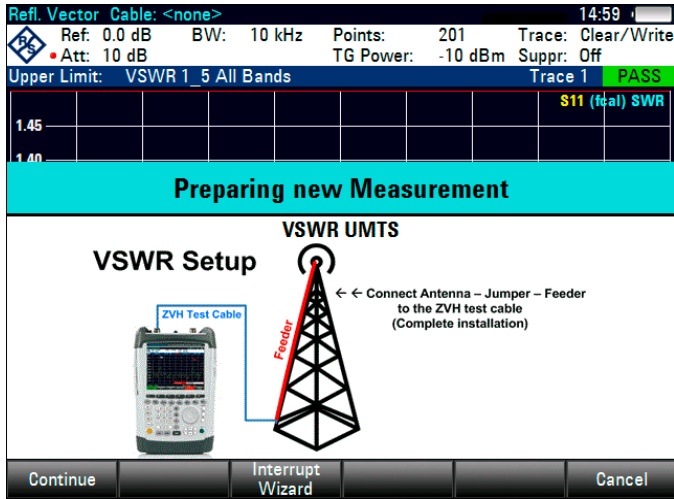 Refl. Vector Cable: <none> 14:59
Ref: 0.0 dB BW: 10 kHz Points: 201 Trace: Clear/Write
Att: 10 dB TG Power: -10 dBm Suppr: Off
Upper Limit: VSWR 1_5 All Bands Trace 1 PASS
S11 (fcal) SWR
1.45
1.40
Preparing new Measurement
VSWR UMTS
VSWR Setup
← ← Connect Antenna – Jumper – Feeder
to the ZVH test cable
(Complete installation)
ZVH Test Cable
Feeder
Continue Interrupt Wizard Cancel